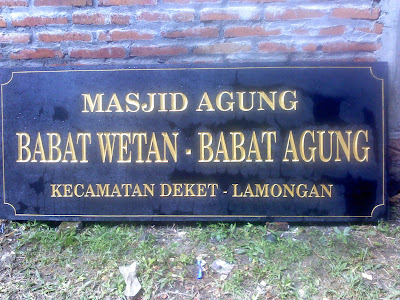 MASJID AGUNG
BABAT WETAN - BABAT AGUNG
KECAMATAN DEKET - LAMONGAN